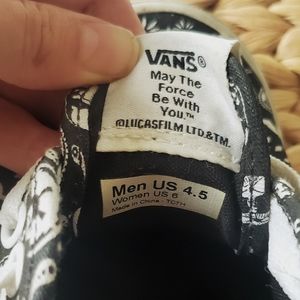 VANS®
May The
Force
Be With
You.™
@LUCASFILM LTD.&TM.
Men US 4.5
Women US 6
Made in China - TCTH